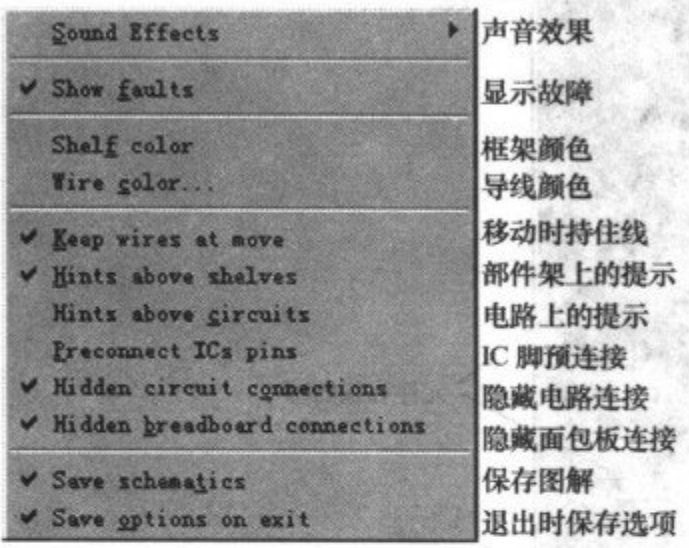 Sound Effects 声音效果
Show faults 显示故障
Shelf color 框架颜色
Wire color... 导线颜色
Keep wires at move 移动时持住线
Hints above shelves 部件架上的提示
Hints above circuits 电路上的提示
Preconnect ICs pins IC 脚预连接
Hidden circuit connections 隐藏电路连接
Hidden breadboard connections 隐藏面包板连接
Save schematics 保存图解
Save options on exit 退出时保存选项